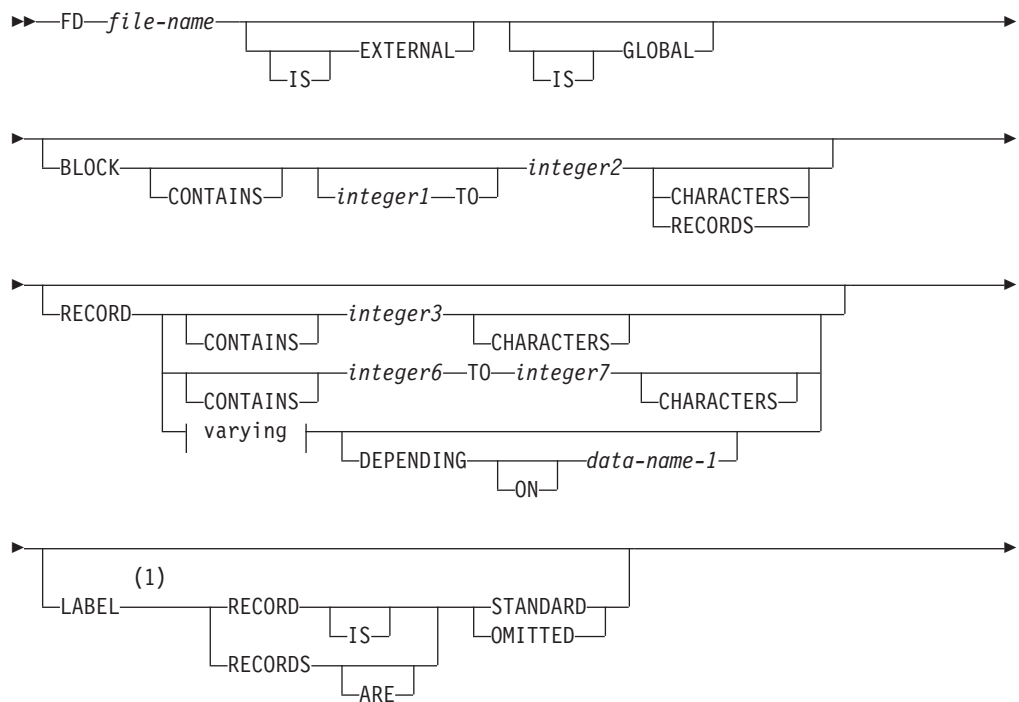 FD file-name EXTERNAL GLOBAL
IS IS
BLOCK integer2
CONTAINS integer1 TO CHARACTERS
RECORDS
RECORD integer3
CONTAINS CHARACTERS
integer6 TO integer7
CONTAINS CHARACTERS
varying
DEPENDING data-name-1
ON
(1)
LABEL RECORD STANDARD
IS OMITTED
RECORDS
ARE